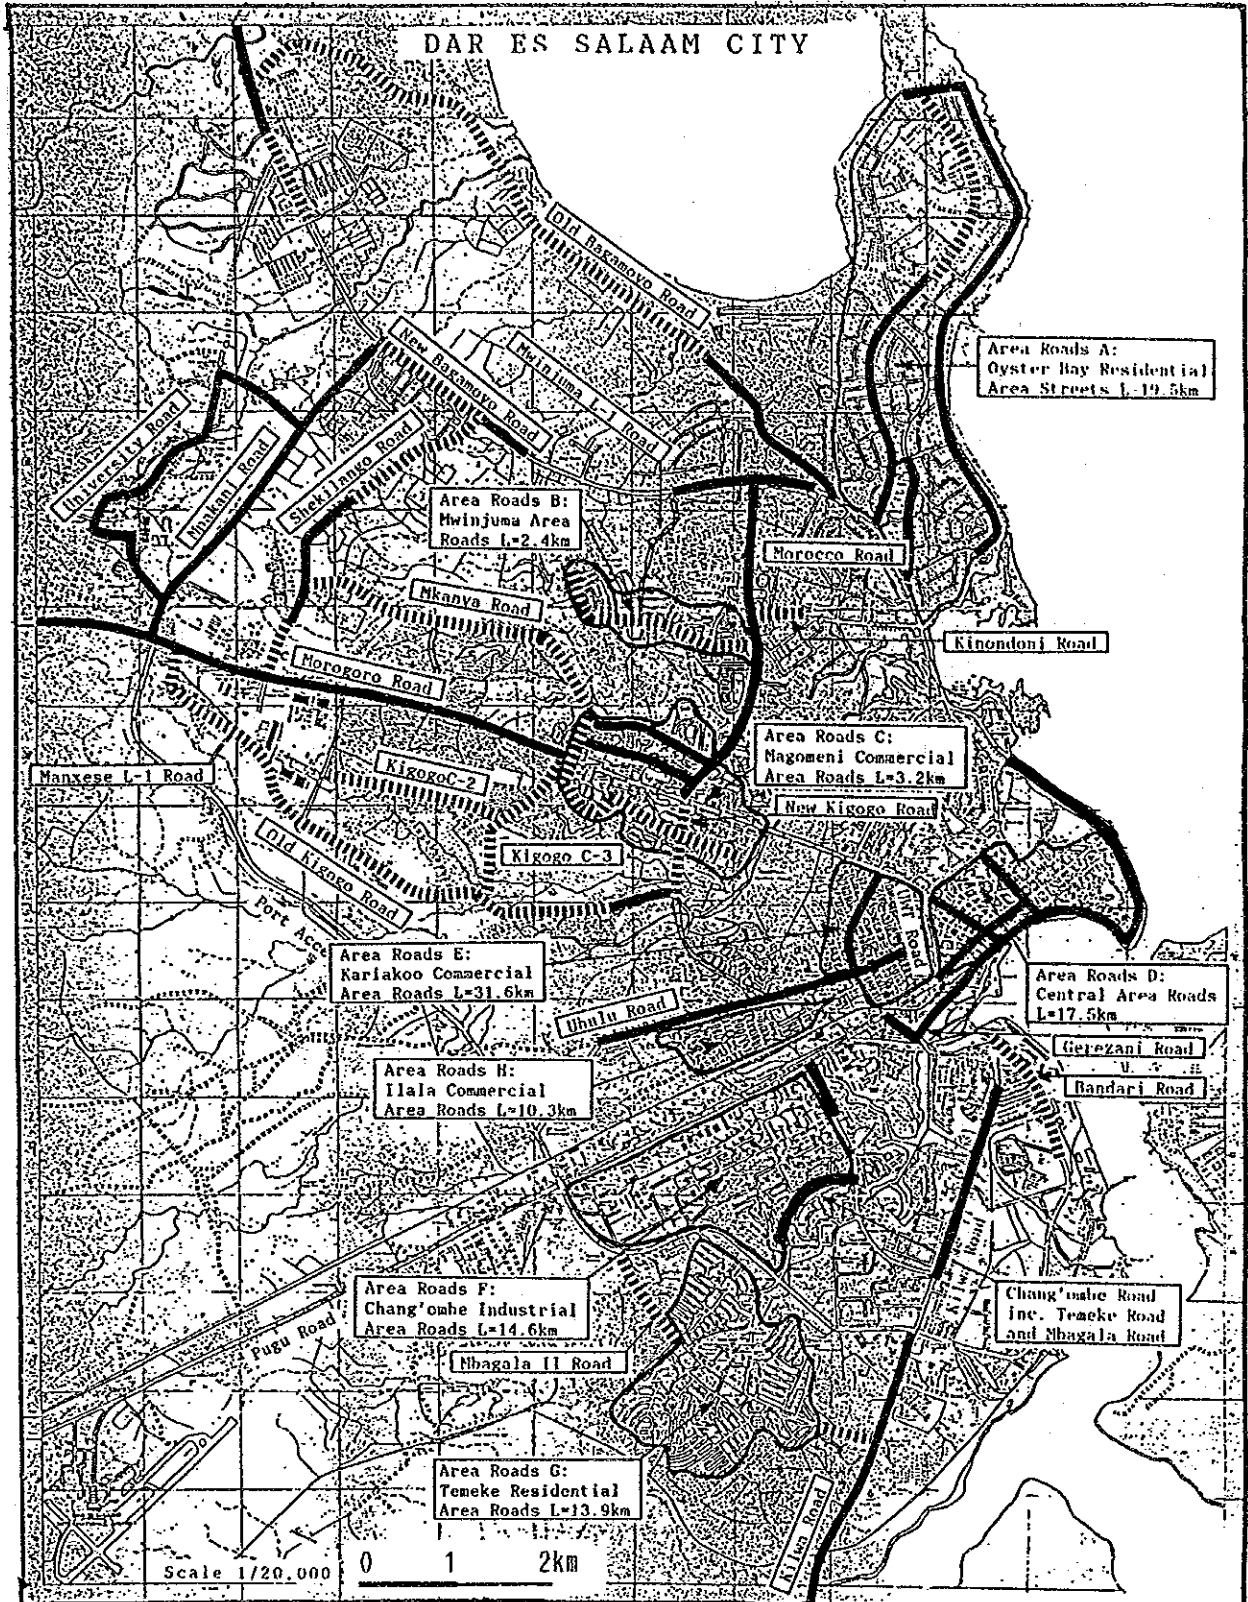 DAR ES SALAAM CITY
Old Bagamoyo Road
New Bagamoyo Road
Mwinjuma L-1 Road
Area Roads A:
Oyster Bay Residential
Area Streets L-19.5km
University Road
Mnakani Road
Shekilango Road
Area Roads B:
Mwinjuma Area
Roads L=2.4km
Morocco Road
Mkanya Road
Kinondoni Road
Morogoro Road
Area Roads C:
Magomeni Commercial
Area Roads L=3.2km
Manxese L-1 Road
KigogoC-2
New Kigogo Road
Kigogo C-3
Old Kigogo Road
Port
Road
Area Roads E:
Kariakoo Commercial
Area Roads L=31.6km
Area Roads D:
Central Area Roads
L=17.5km
Uhulu Road
Gerezani Road
Bandari Road
Area Roads H:
Ilala Commercial
Area Roads L=10.3km
Area Roads F:
Chang'ombe Industrial
Area Roads L=14.6km
Kilwa Road
Chang'ombe Road
inc. Temeke Road
and Mbagala Road
Pugu Road
Mbagala II Road
Area Roads G:
Temeke Residential
Area Roads L=13.9km
Kilwa Road
Scale 1/20,000
0 1 2km